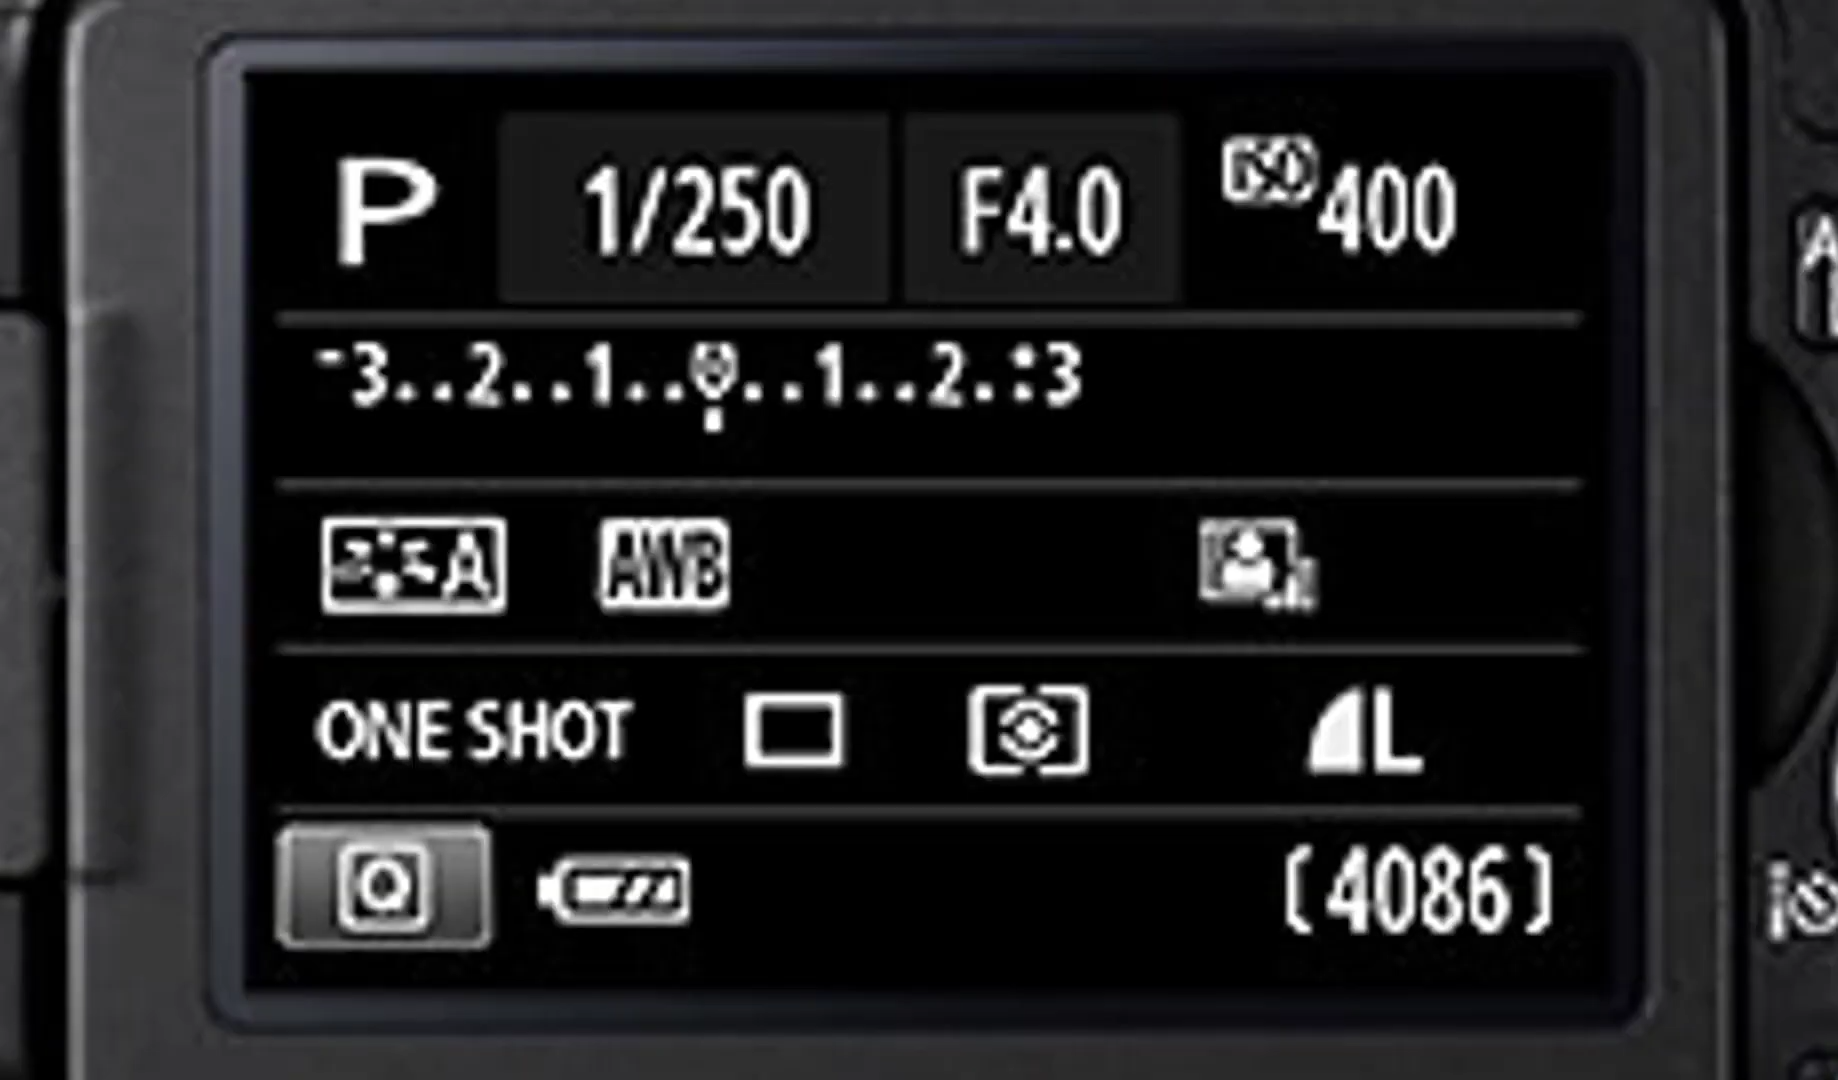 P 1/250 F4.0 ISO 400
-3..2..1..0..1..2.:3
A AWB
ONE SHOT L
Q [4086]
A